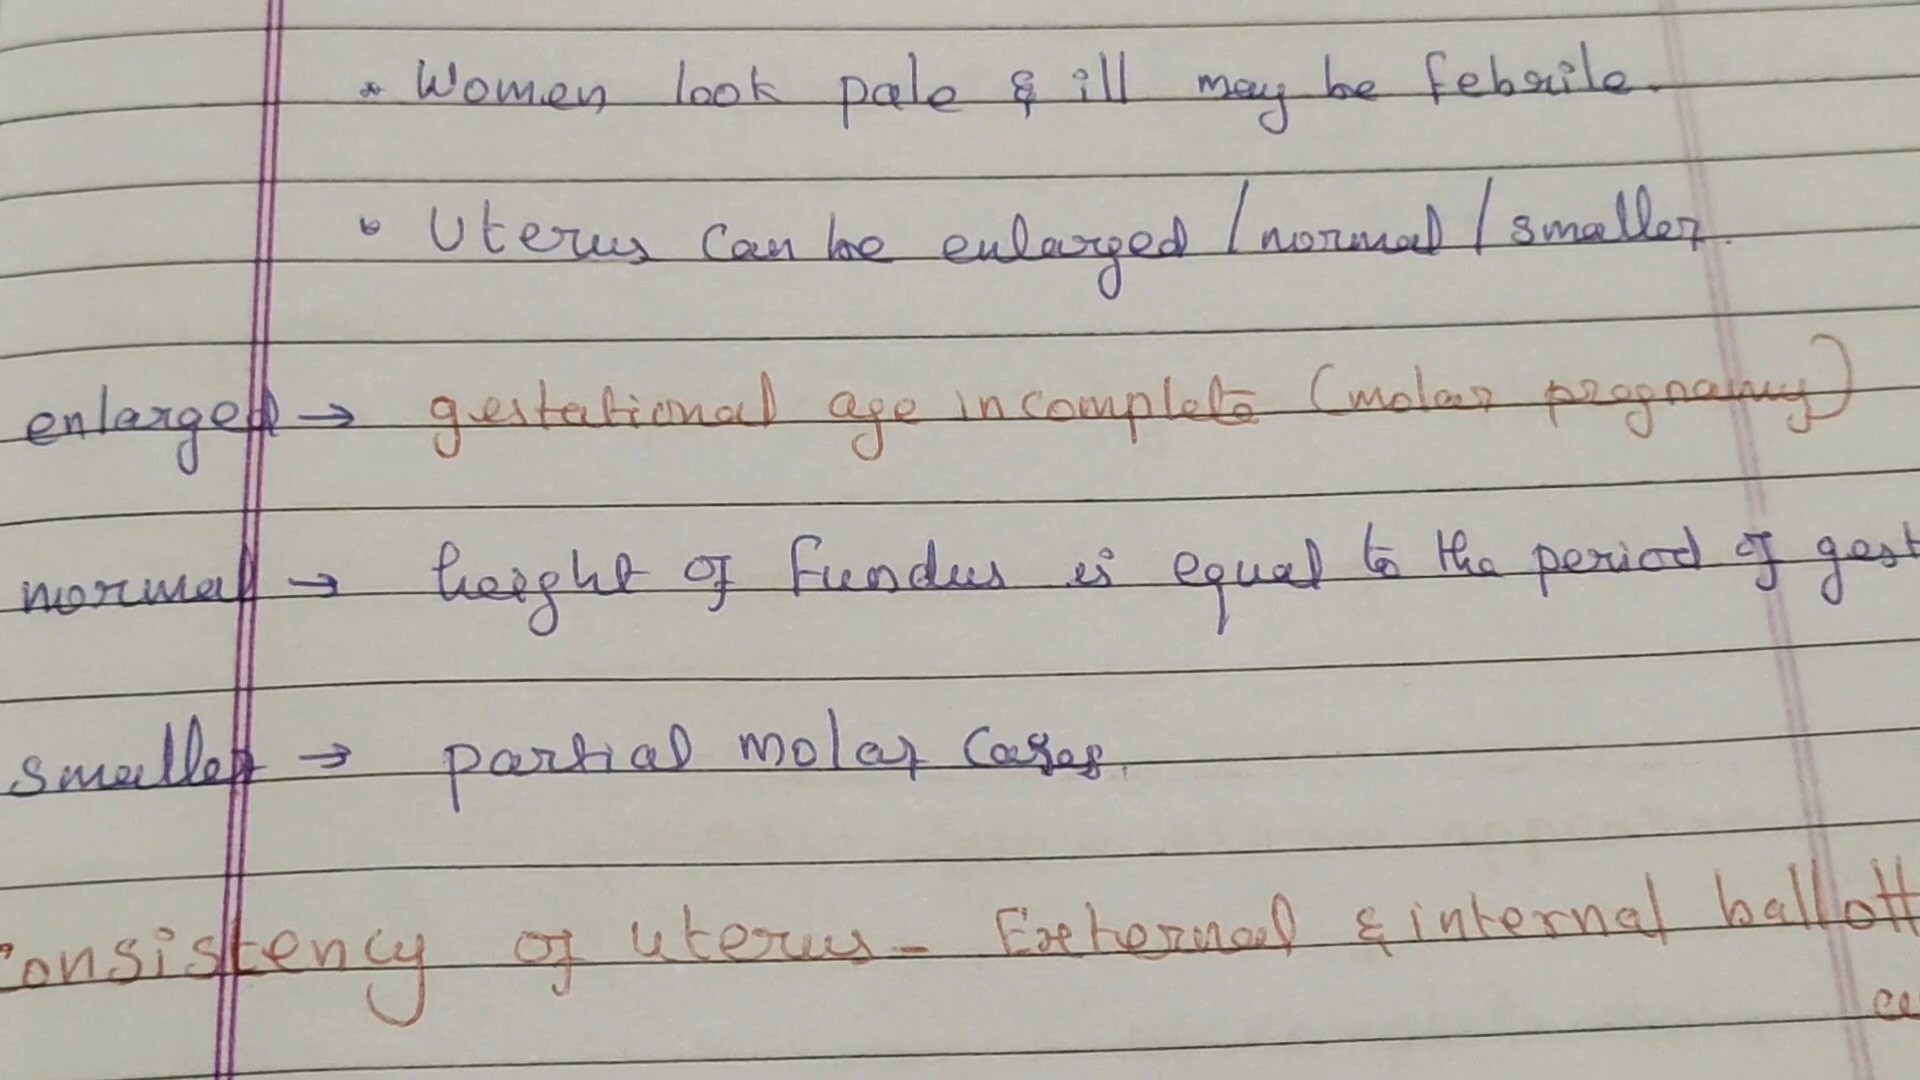 * Women look pale & ill may be febrile.
• Uterus can be enlarged / normal / smaller.
enlarged → gestational age incomplete (molar pregnancy)
normal → height of fundus is equal to the period of gest
smaller → partial molar cases.
onsistency of uterus - External & internal ballott
ce